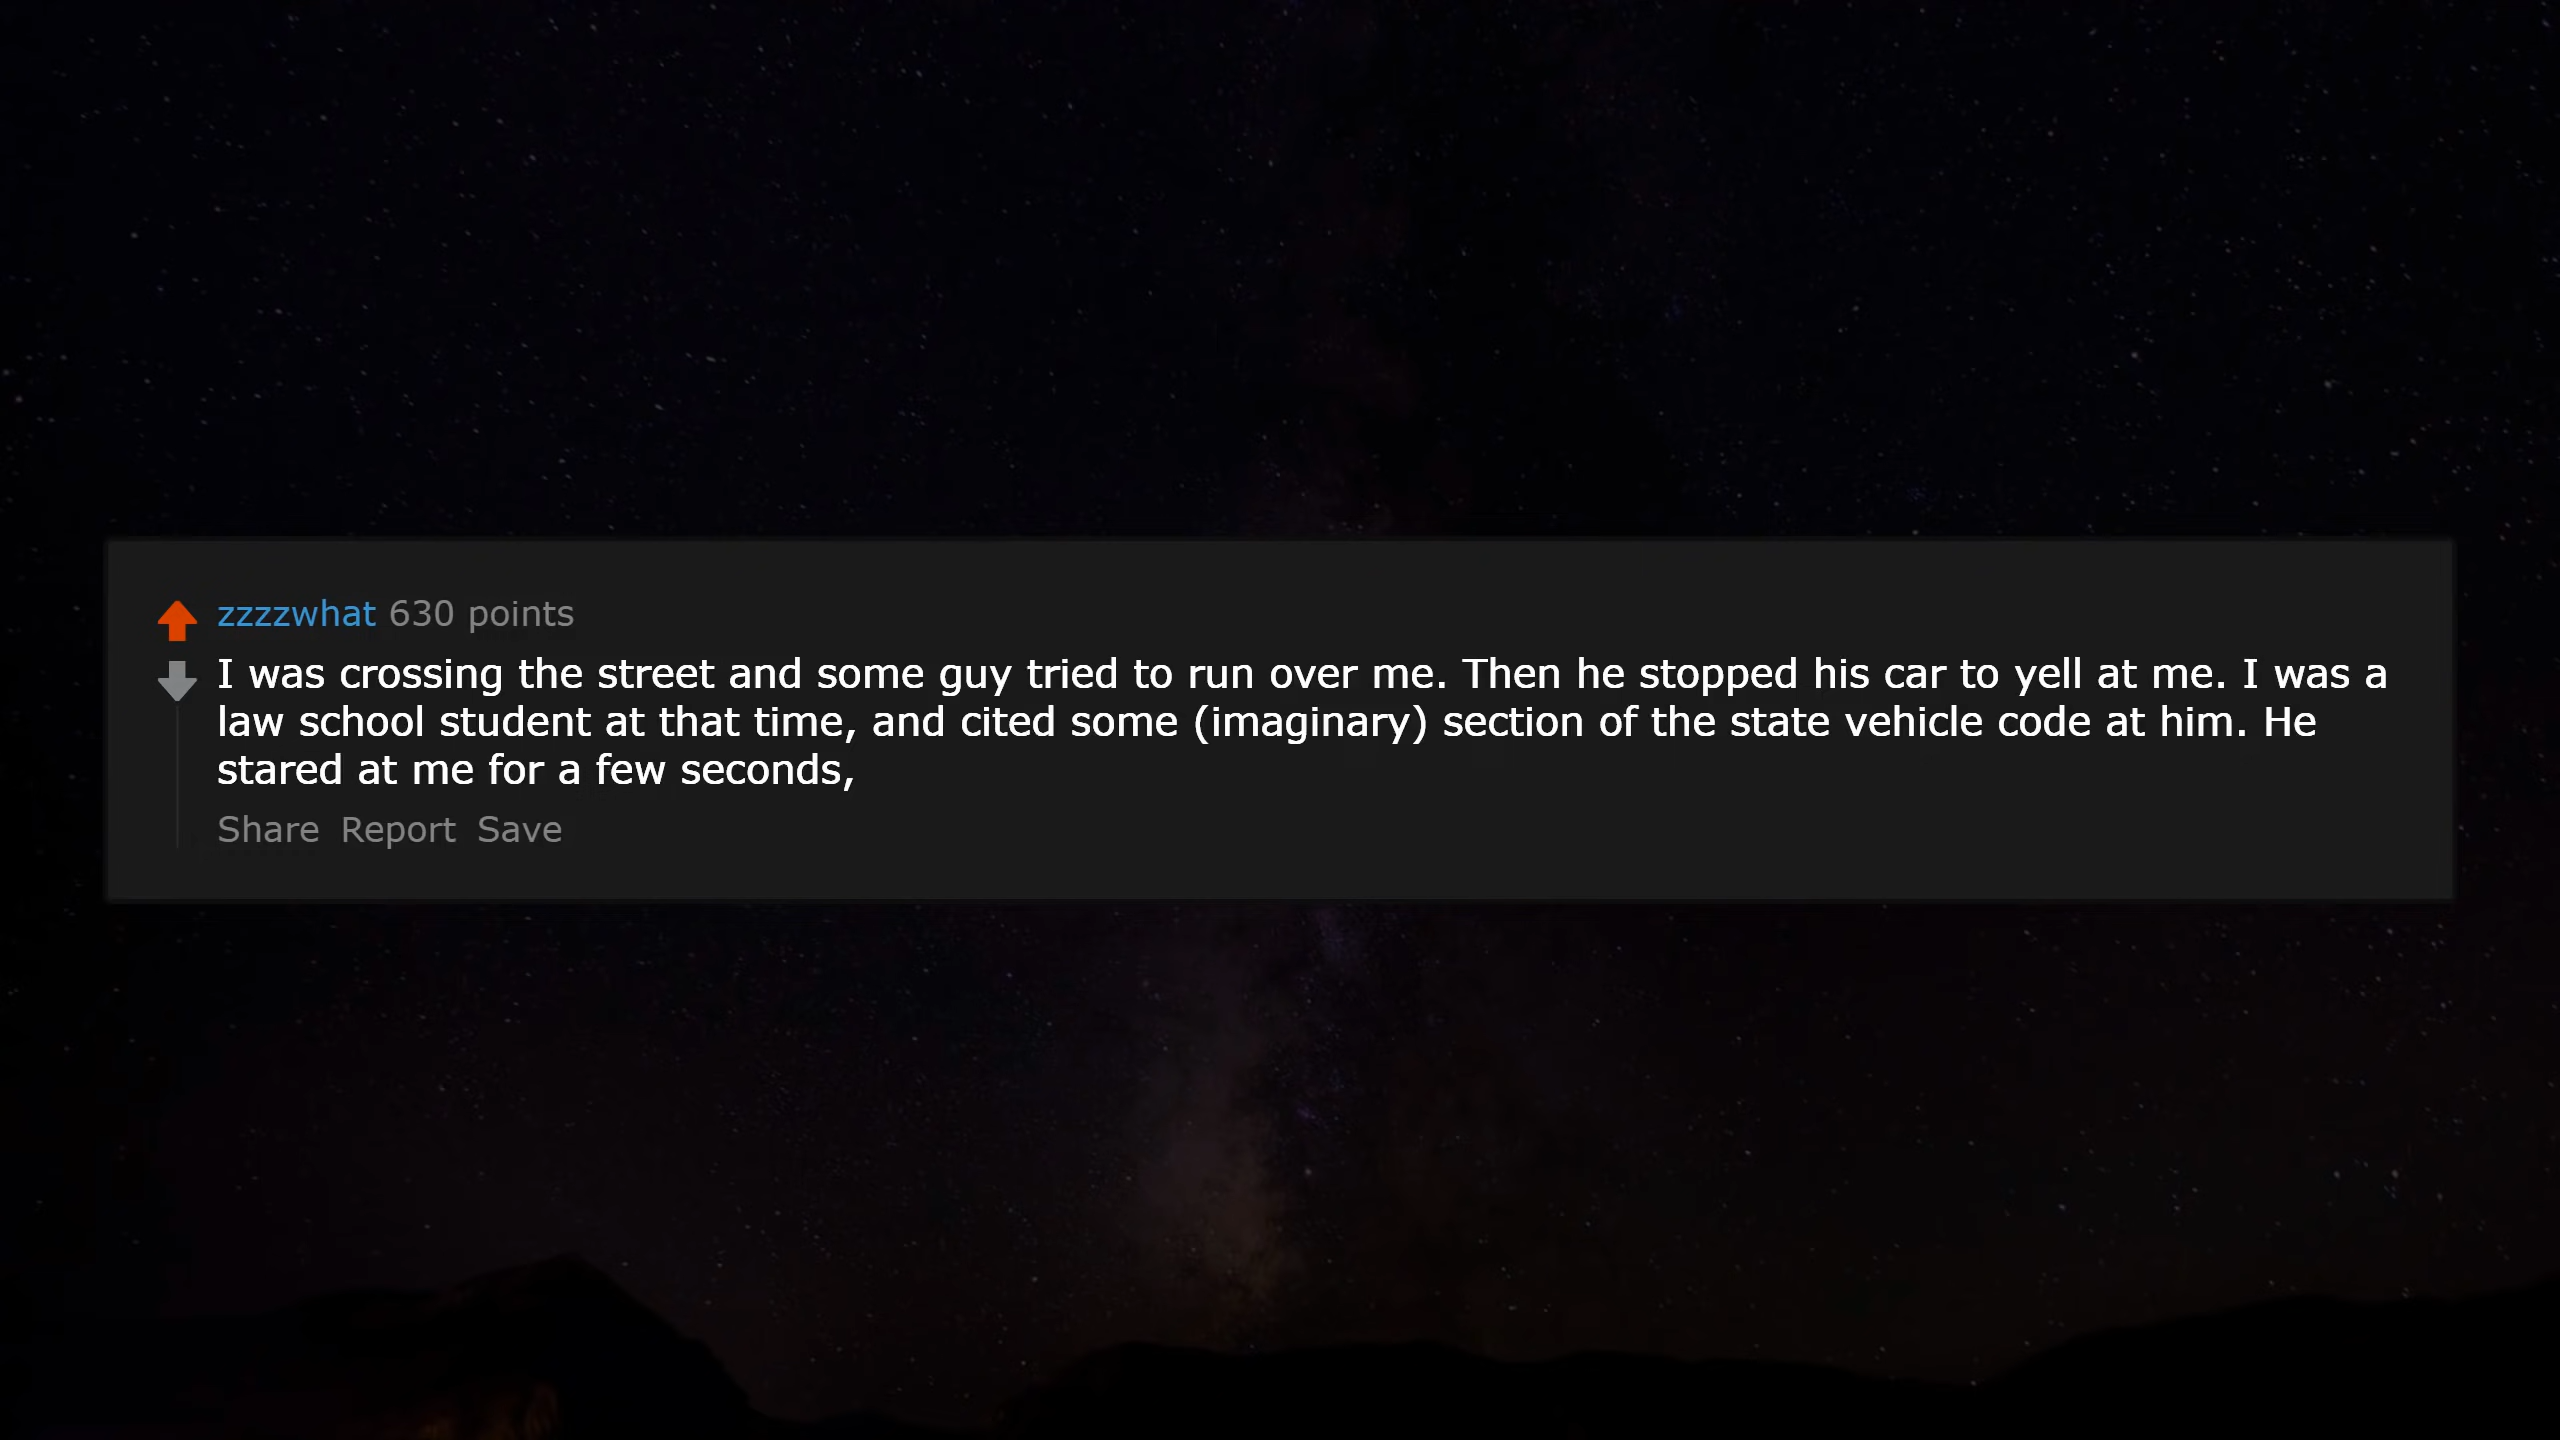 zzzzwhat 630 points
I was crossing the street and some guy tried to run over me. Then he stopped his car to yell at me. I was a
law school student at that time, and cited some (imaginary) section of the state vehicle code at him. He
stared at me for a few seconds,
Share Report Save